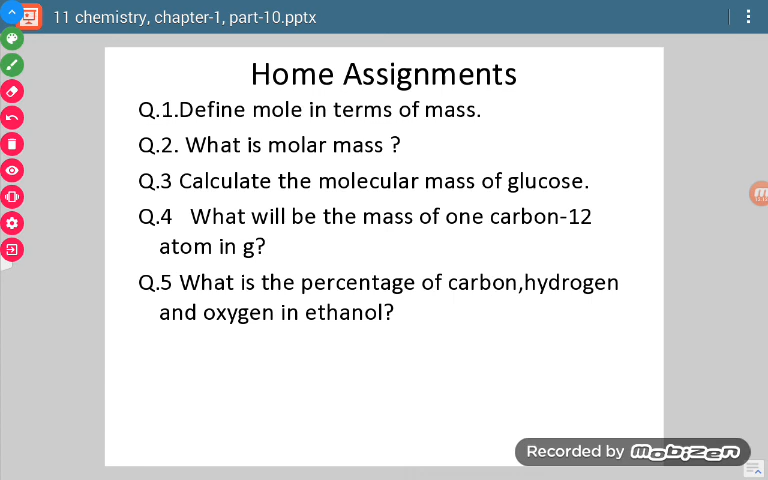 11 chemistry, chapter-1, part-10.pptx
Home Assignments
Q.1.Define mole in terms of mass.
Q.2. What is molar mass ?
Q.3 Calculate the molecular mass of glucose.
Q.4 What will be the mass of one carbon-12
atom in g?
Q.5 What is the percentage of carbon,hydrogen
and oxygen in ethanol?
Recorded by mobizen